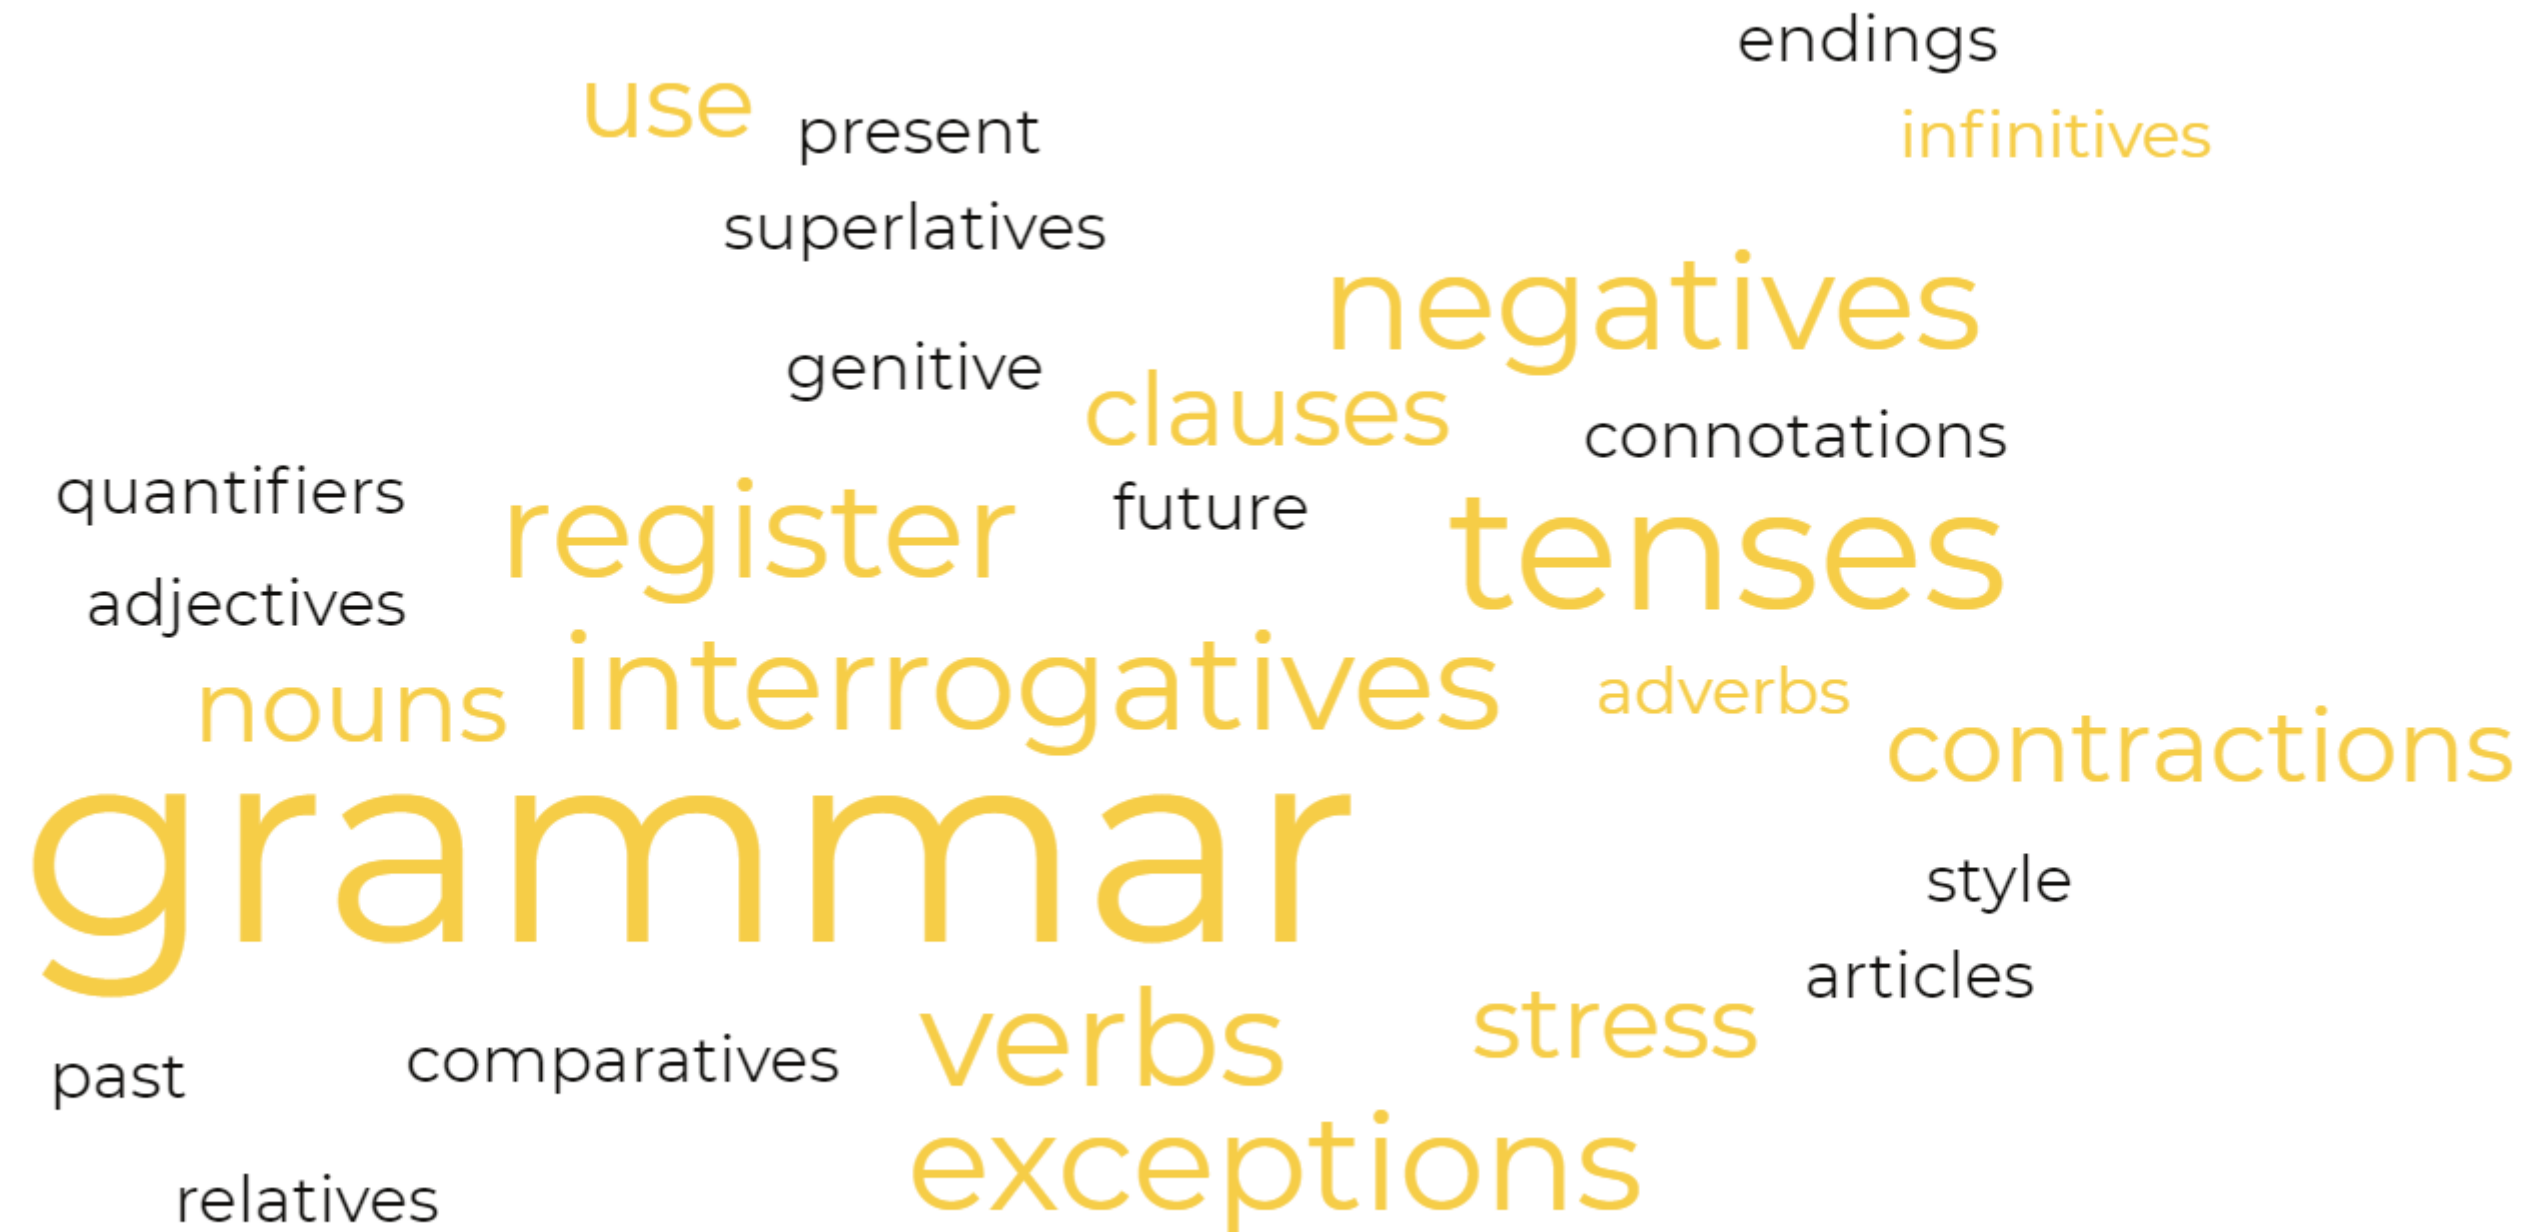 endings
use
present
infinitives
superlatives
negatives
genitive
clauses
connotations
quantifiers
register
future
tenses
adjectives
interrogatives
adverbs
nouns
contractions
grammar
style
articles
verbs
stress
past
comparatives
exceptions
relatives